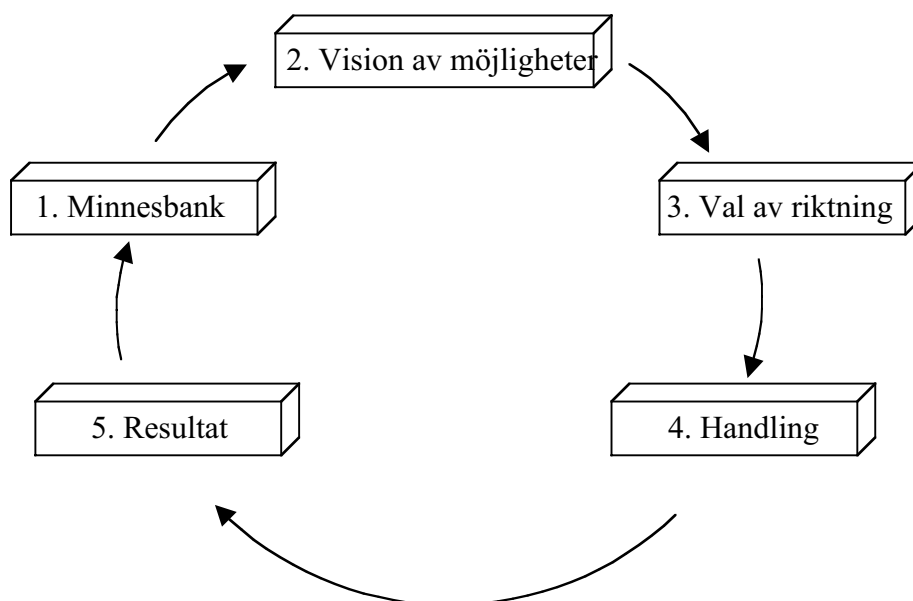 1. Minnesbank
2. Vision av möjligheter
3. Val av riktning
4. Handling
5. Resultat